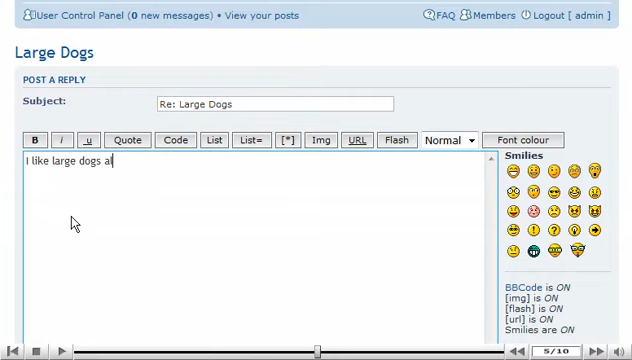 User Control Panel (0 new messages) • View your posts
FAQ Members Logout [ admin ]
Large Dogs
POST A REPLY
Subject:
Re: Large Dogs
B i u Quote Code List List= [*] Img URL Flash Normal Font colour
I like large dogs al
Smilies
BBCode is ON
[img] is ON
[flash] is ON
[url] is ON
Smilies are ON
5/10